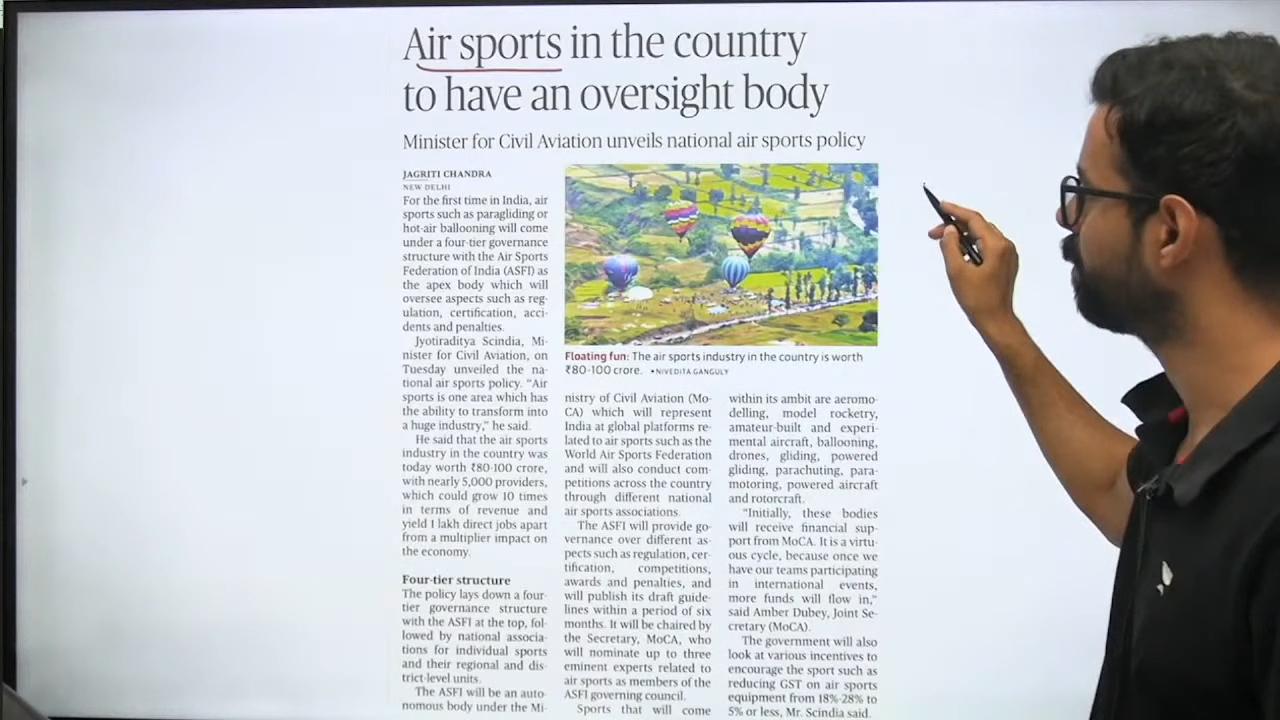 Air sports in the country
to have an oversight body
Minister for Civil Aviation unveils national air sports policy
JAGRITI CHANDRA
NEW DELHI
For the first time in India, air
sports such as paragliding or
hot-air ballooning will come
under a four-tier governance
structure with the Air Sports
Federation of India (ASFI) as
the apex body which will
oversee aspects such as reg-
ulation, certification, acci-
dents and penalties.
Jyotiraditya Scindia, Mi-
nister for Civil Aviation, on
Tuesday unveiled the na-
tional air sports policy. “Air
sports is one area which has
the ability to transform into
a huge industry,” he said.
He said that the air sports
industry in the country was
today worth ₹80-100 crore,
with nearly 5,000 providers,
which could grow 10 times
in terms of revenue and
yield 1 lakh direct jobs apart
from a multiplier impact on
the economy.
Four-tier structure
The policy lays down a four-
tier governance structure
with the ASFI at the top, fol-
lowed by national associa-
tions for individual sports
and their regional and dis-
trict-level units.
The ASFI will be an auto-
nomous body under the Mi-
Floating fun: The air sports industry in the country is worth
₹80-100 crore. •NIVEDITA GANGULY
nistry of Civil Aviation (Mo-
CA) which will represent
India at global platforms re-
lated to air sports such as the
World Air Sports Federation
and will also conduct com-
petitions across the country
through different national
air sports associations.
The ASFI will provide go-
vernance over different as-
pects such as regulation, cer-
tification, competitions,
awards and penalties, and
will publish its draft guide-
lines within a period of six
months. It will be chaired by
the Secretary, MoCA, who
will nominate up to three
eminent experts related to
air sports as members of the
ASFI governing council.
Sports that will come
within its ambit are aeromo-
delling, model rocketry,
amateur-built and experi-
mental aircraft, ballooning,
drones, gliding, powered
gliding, parachuting, para-
motoring, powered aircraft
and rotorcraft.
“Initially, these bodies
will receive financial sup-
port from MoCA. It is a virtu-
ous cycle, because once we
have our teams participating
in international events,
more funds will flow in,”
said Amber Dubey, Joint Se-
cretary (MoCA).
The government will also
look at various incentives to
encourage the sport such as
reducing GST on air sports
equipment from 18%-28% to
5% or less, Mr. Scindia said.